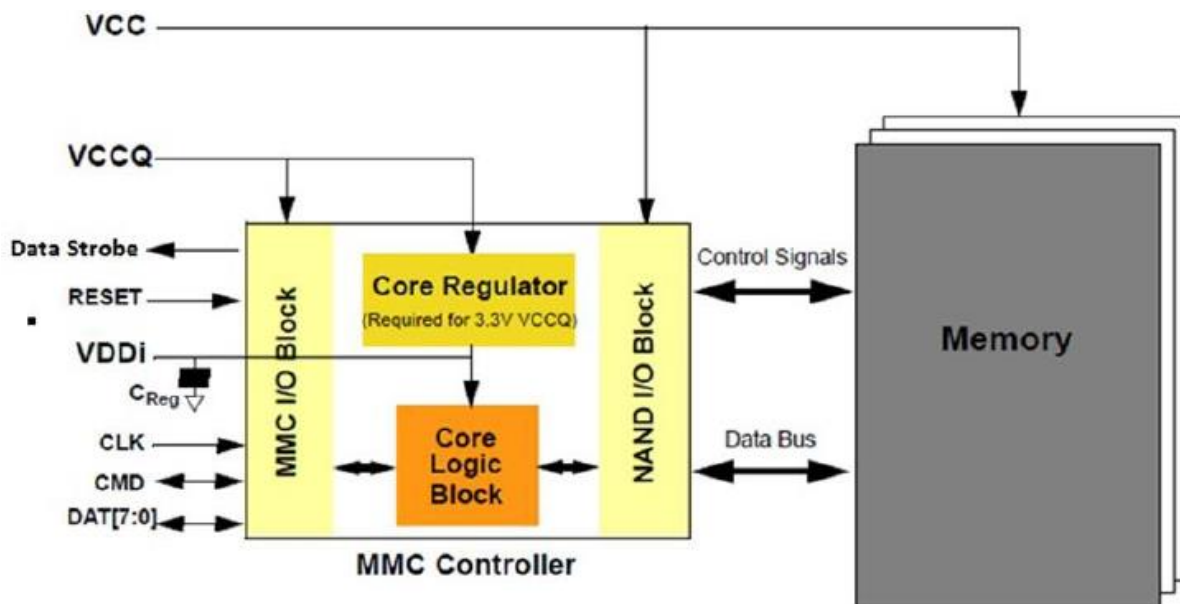 VCC
VCCQ
Data Strobe
RESET
VDDi
CReg
CLK
CMD
DAT[7:0]
MMC I/O Block
Core Regulator
(Required for 3.3V VCCQ)
Core
Logic
Block
NAND I/O Block
MMC Controller
Control Signals
Data Bus
Memory